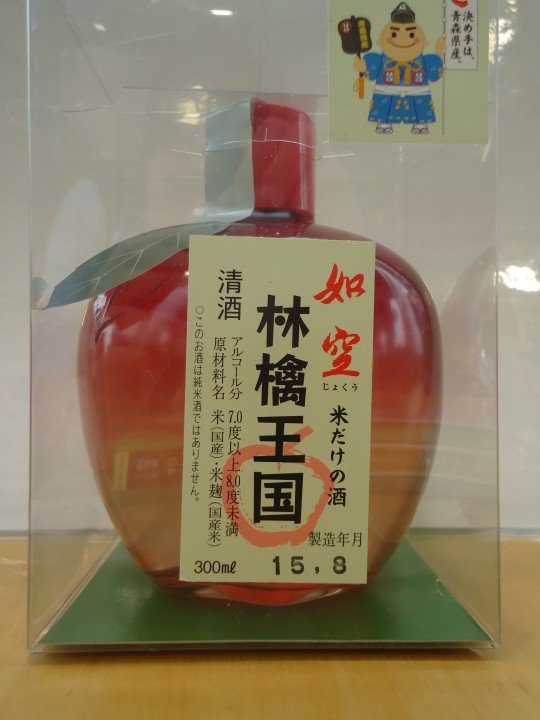 決め手は、
青森県産。
如空
じょくう
米だけの酒
製造年月
15,8
林檎王国
清酒
アルコール分 7.0度以上8.0度未満
原材料名 米(国産)・米麹(国産米)
○このお酒は純米酒ではありません。
300ml